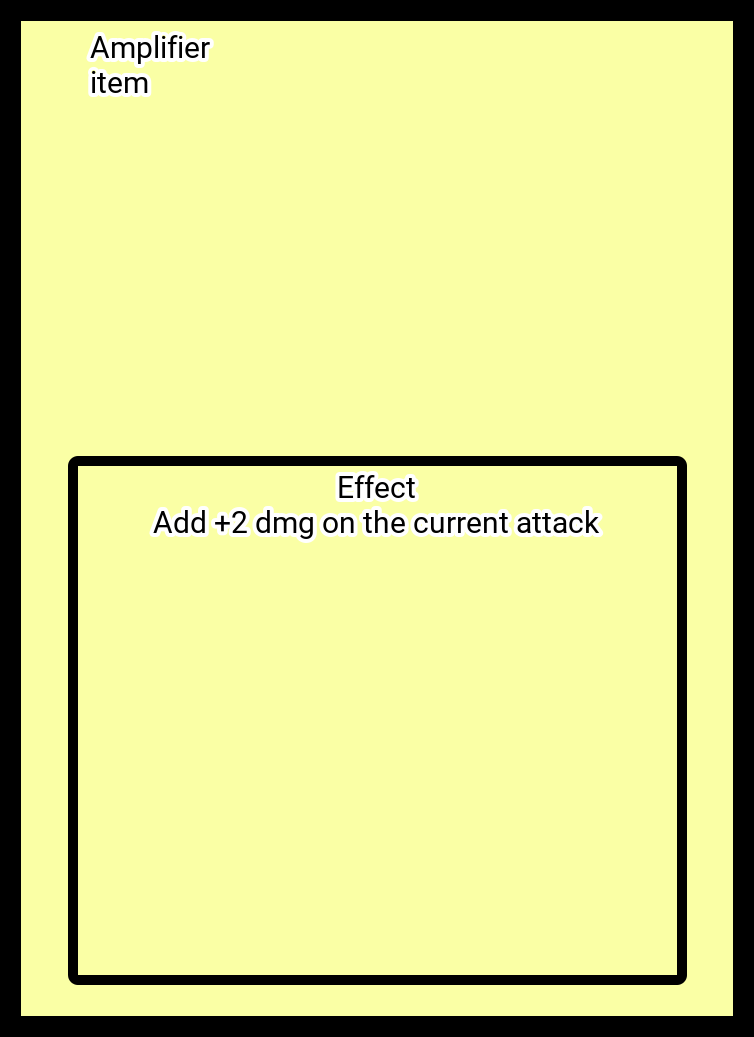 Amplifier
item
Effect
Add +2 dmg on the current attack